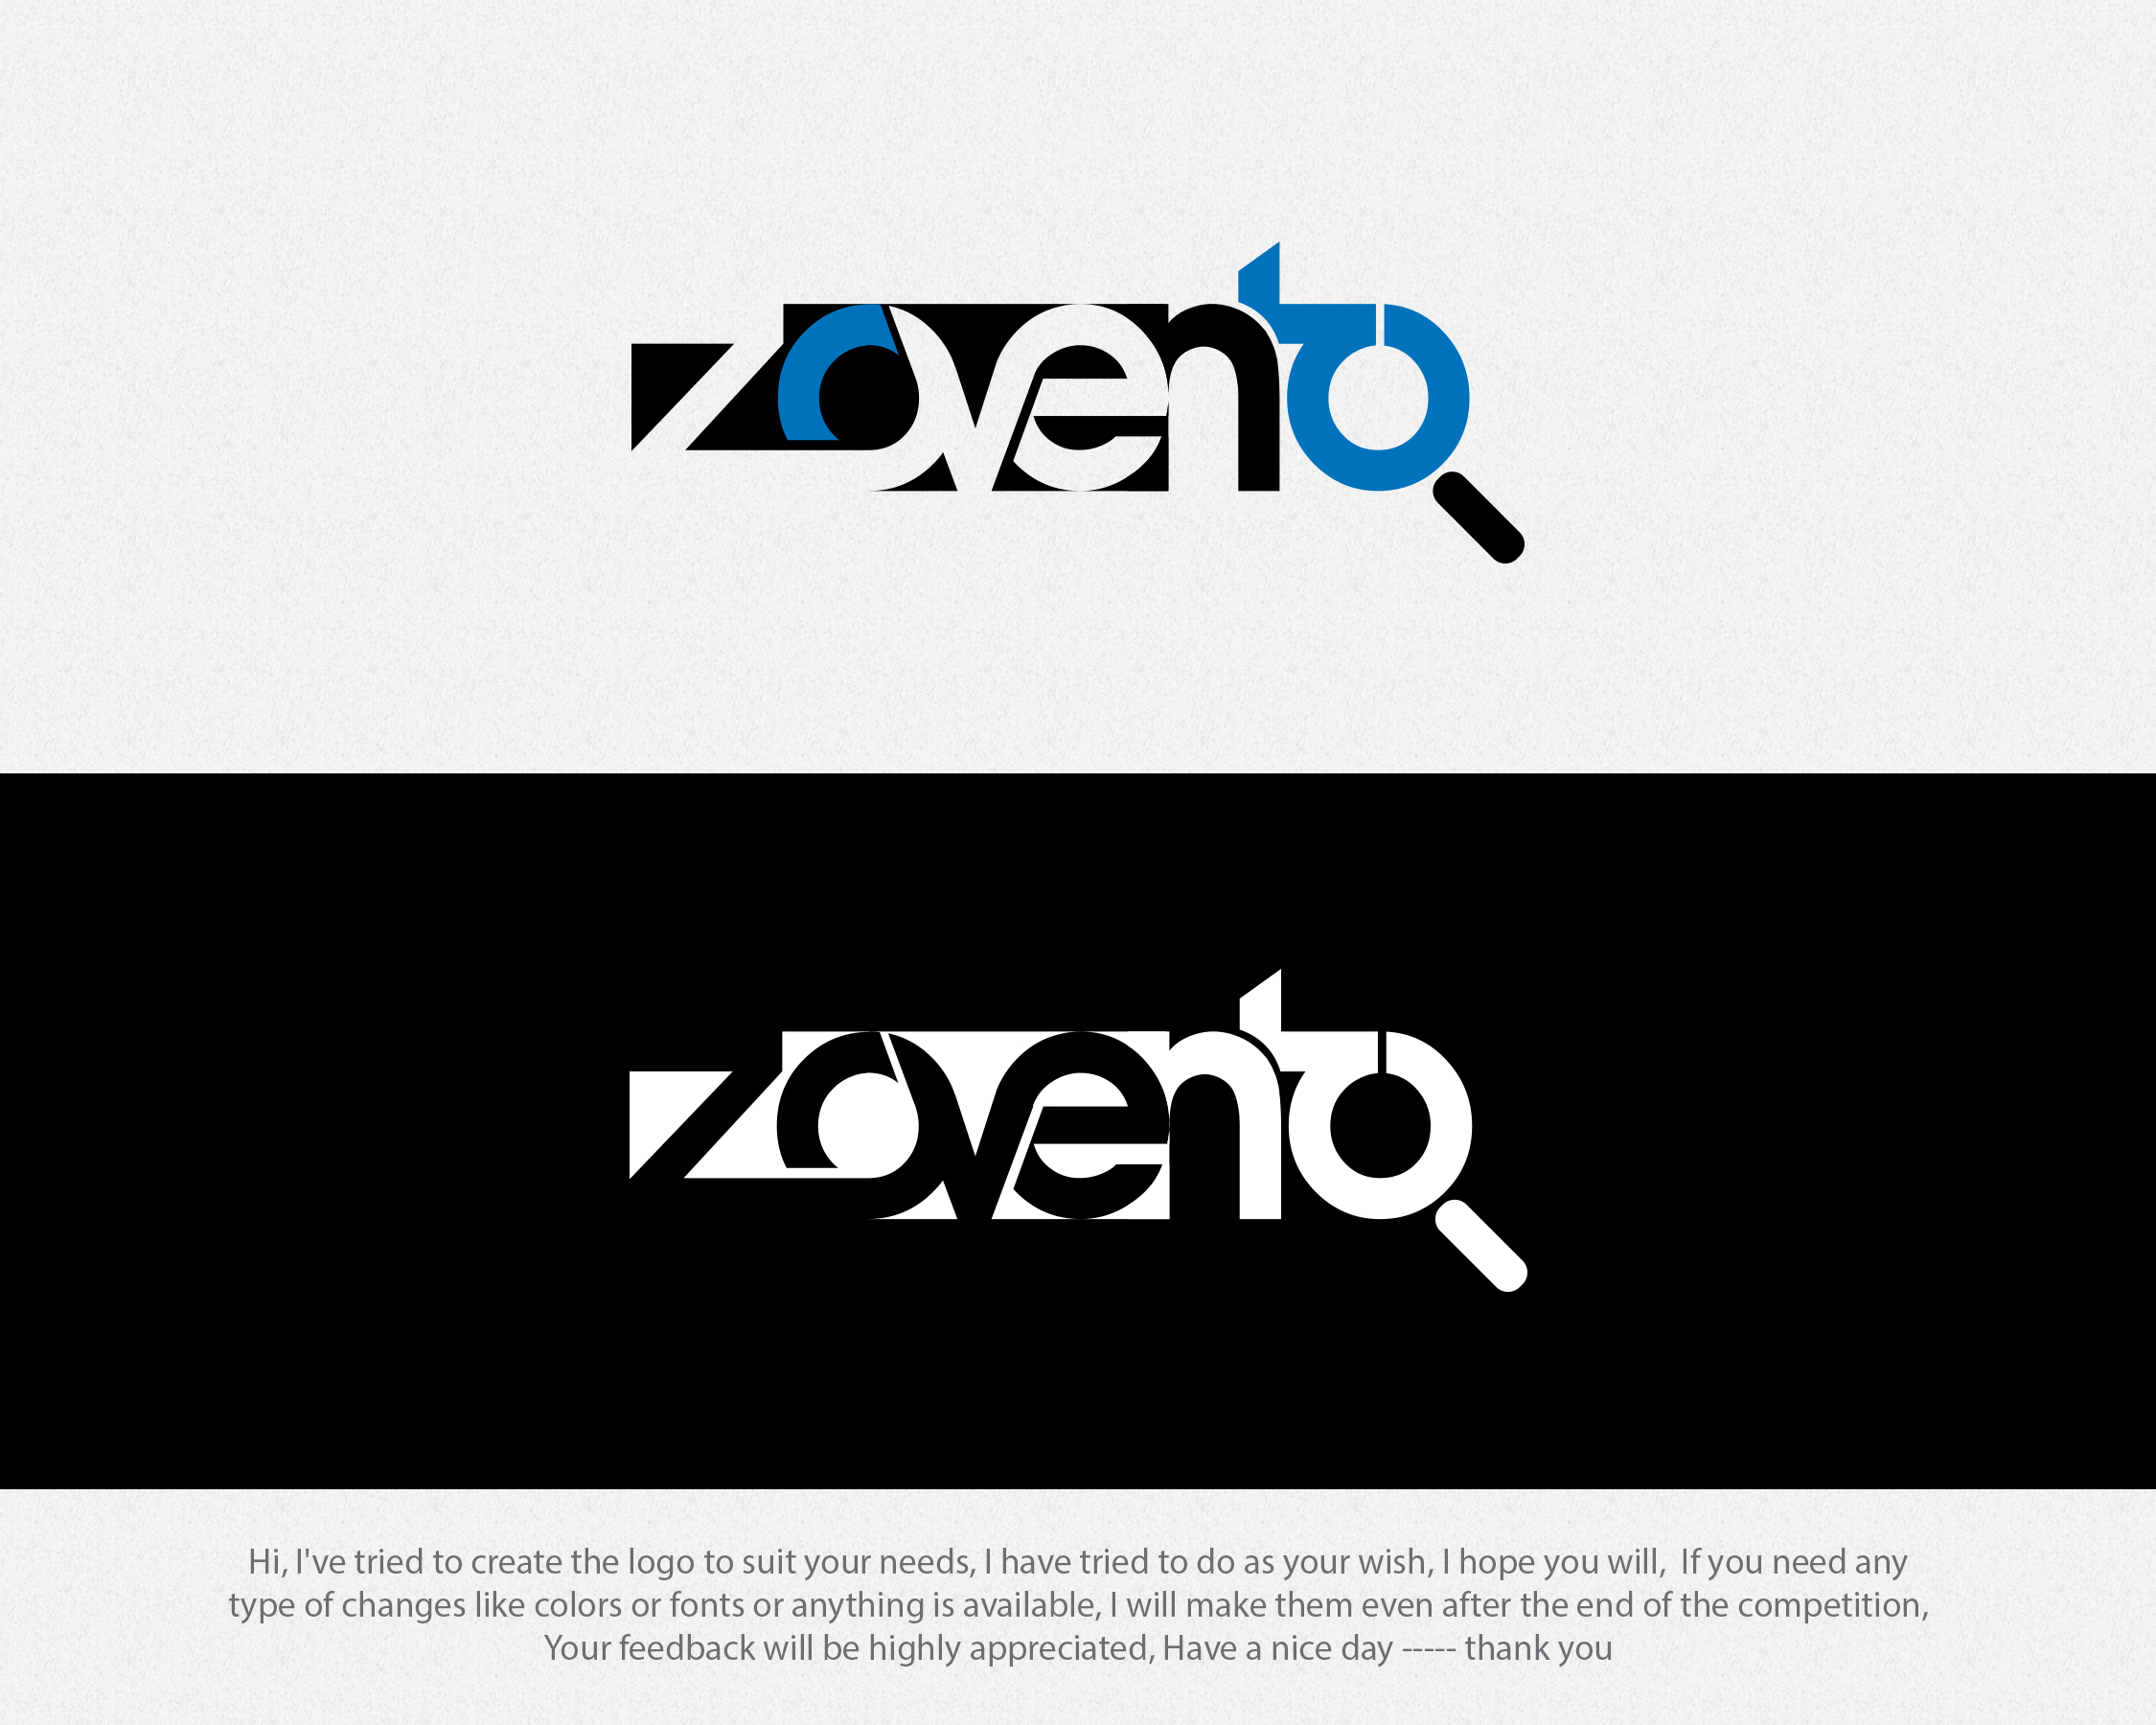 zovento
zovento
Hi, I've tried to create the logo to suit your needs, I have tried to do as your wish, I hope you will,  If you need any
type of changes like colors or fonts or anything is available, I will make them even after the end of the competition,
Your feedback will be highly appreciated, Have a nice day ----- thank you